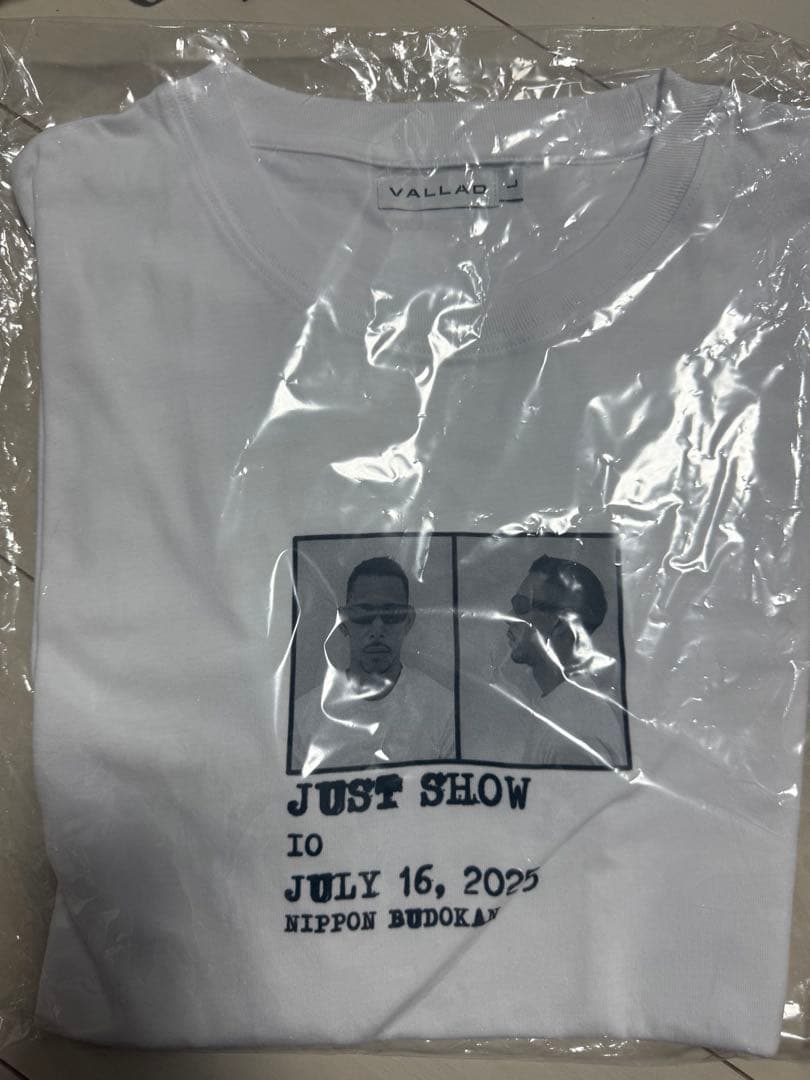 VALLAD L
JUST SHOW
IO
JULY 16, 2025
NIPPON BUDOKAN